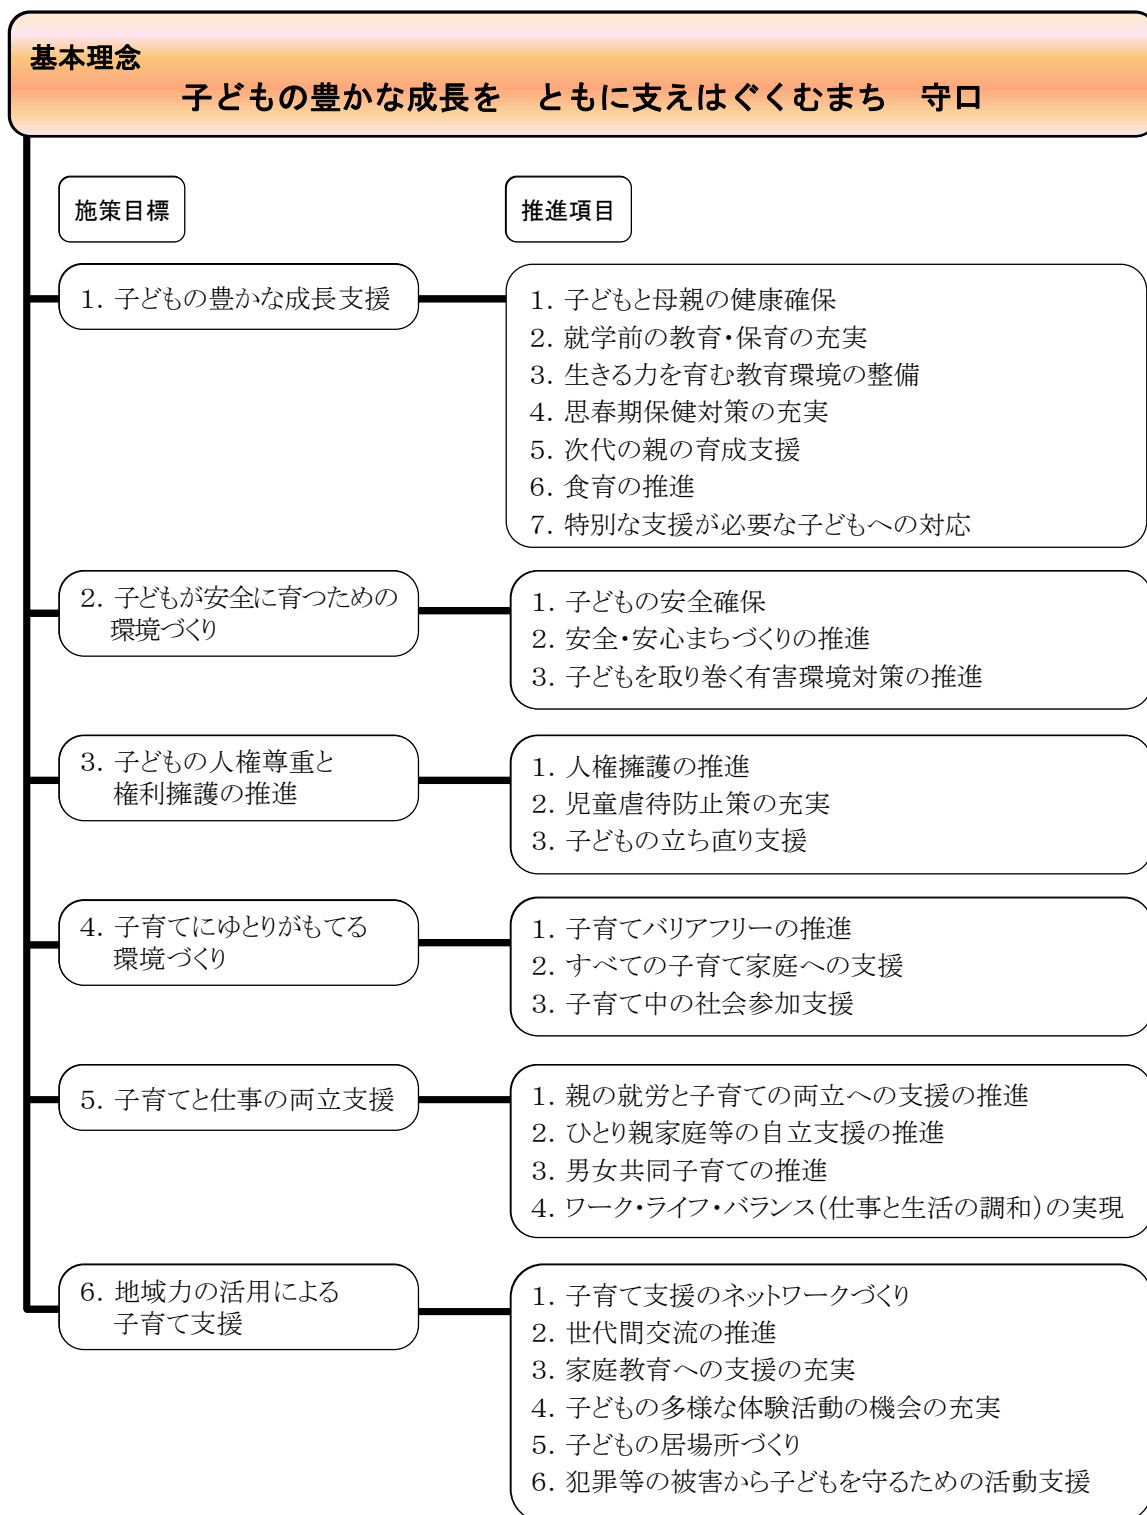 基本理念
子どもの豊かな成長を　ともに支えはぐくむまち　守口
施策目標
推進項目
1. 子どもの豊かな成長支援
1. 子どもと母親の健康確保
2. 就学前の教育・保育の充実
3. 生きる力を育む教育環境の整備
4. 思春期保健対策の充実
5. 次代の親の育成支援
6. 食育の推進
7. 特別な支援が必要な子どもへの対応
2. 子どもが安全に育つための
環境づくり
1. 子どもの安全確保
2. 安全・安心まちづくりの推進
3. 子どもを取り巻く有害環境対策の推進
3. 子どもの人権尊重と
権利擁護の推進
1. 人権擁護の推進
2. 児童虐待防止策の充実
3. 子どもの立ち直り支援
4. 子育てにゆとりがもてる
環境づくり
1. 子育てバリアフリーの推進
2. すべての子育て家庭への支援
3. 子育て中の社会参加支援
5. 子育てと仕事の両立支援
1. 親の就労と子育ての両立への支援の推進
2. ひとり親家庭等の自立支援の推進
3. 男女共同子育ての推進
4. ワーク・ライフ・バランス(仕事と生活の調和)の実現
6. 地域力の活用による
子育て支援
1. 子育て支援のネットワークづくり
2. 世代間交流の推進
3. 家庭教育への支援の充実
4. 子どもの多様な体験活動の機会の充実
5. 子どもの居場所づくり
6. 犯罪等の被害から子どもを守るための活動支援